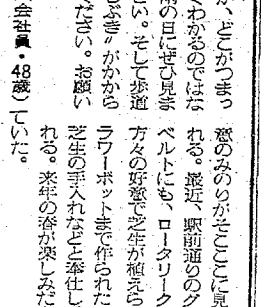 か、どこがつまっ
くわかるのではな
雨の日にぜひ見ま
い。そして歩道
ぶき〃がかから
ださい。お願い
会社員・48歳)
意のみのりがそこここに見
れる。最近、駅前通りのグ
ベルトにも、ロータリーク
方々の好意で芝生が植えら
ラワーポットまで作られた
芝生の手入れなどと奉仕し
れる。来年の春が楽しみだ
ていた。